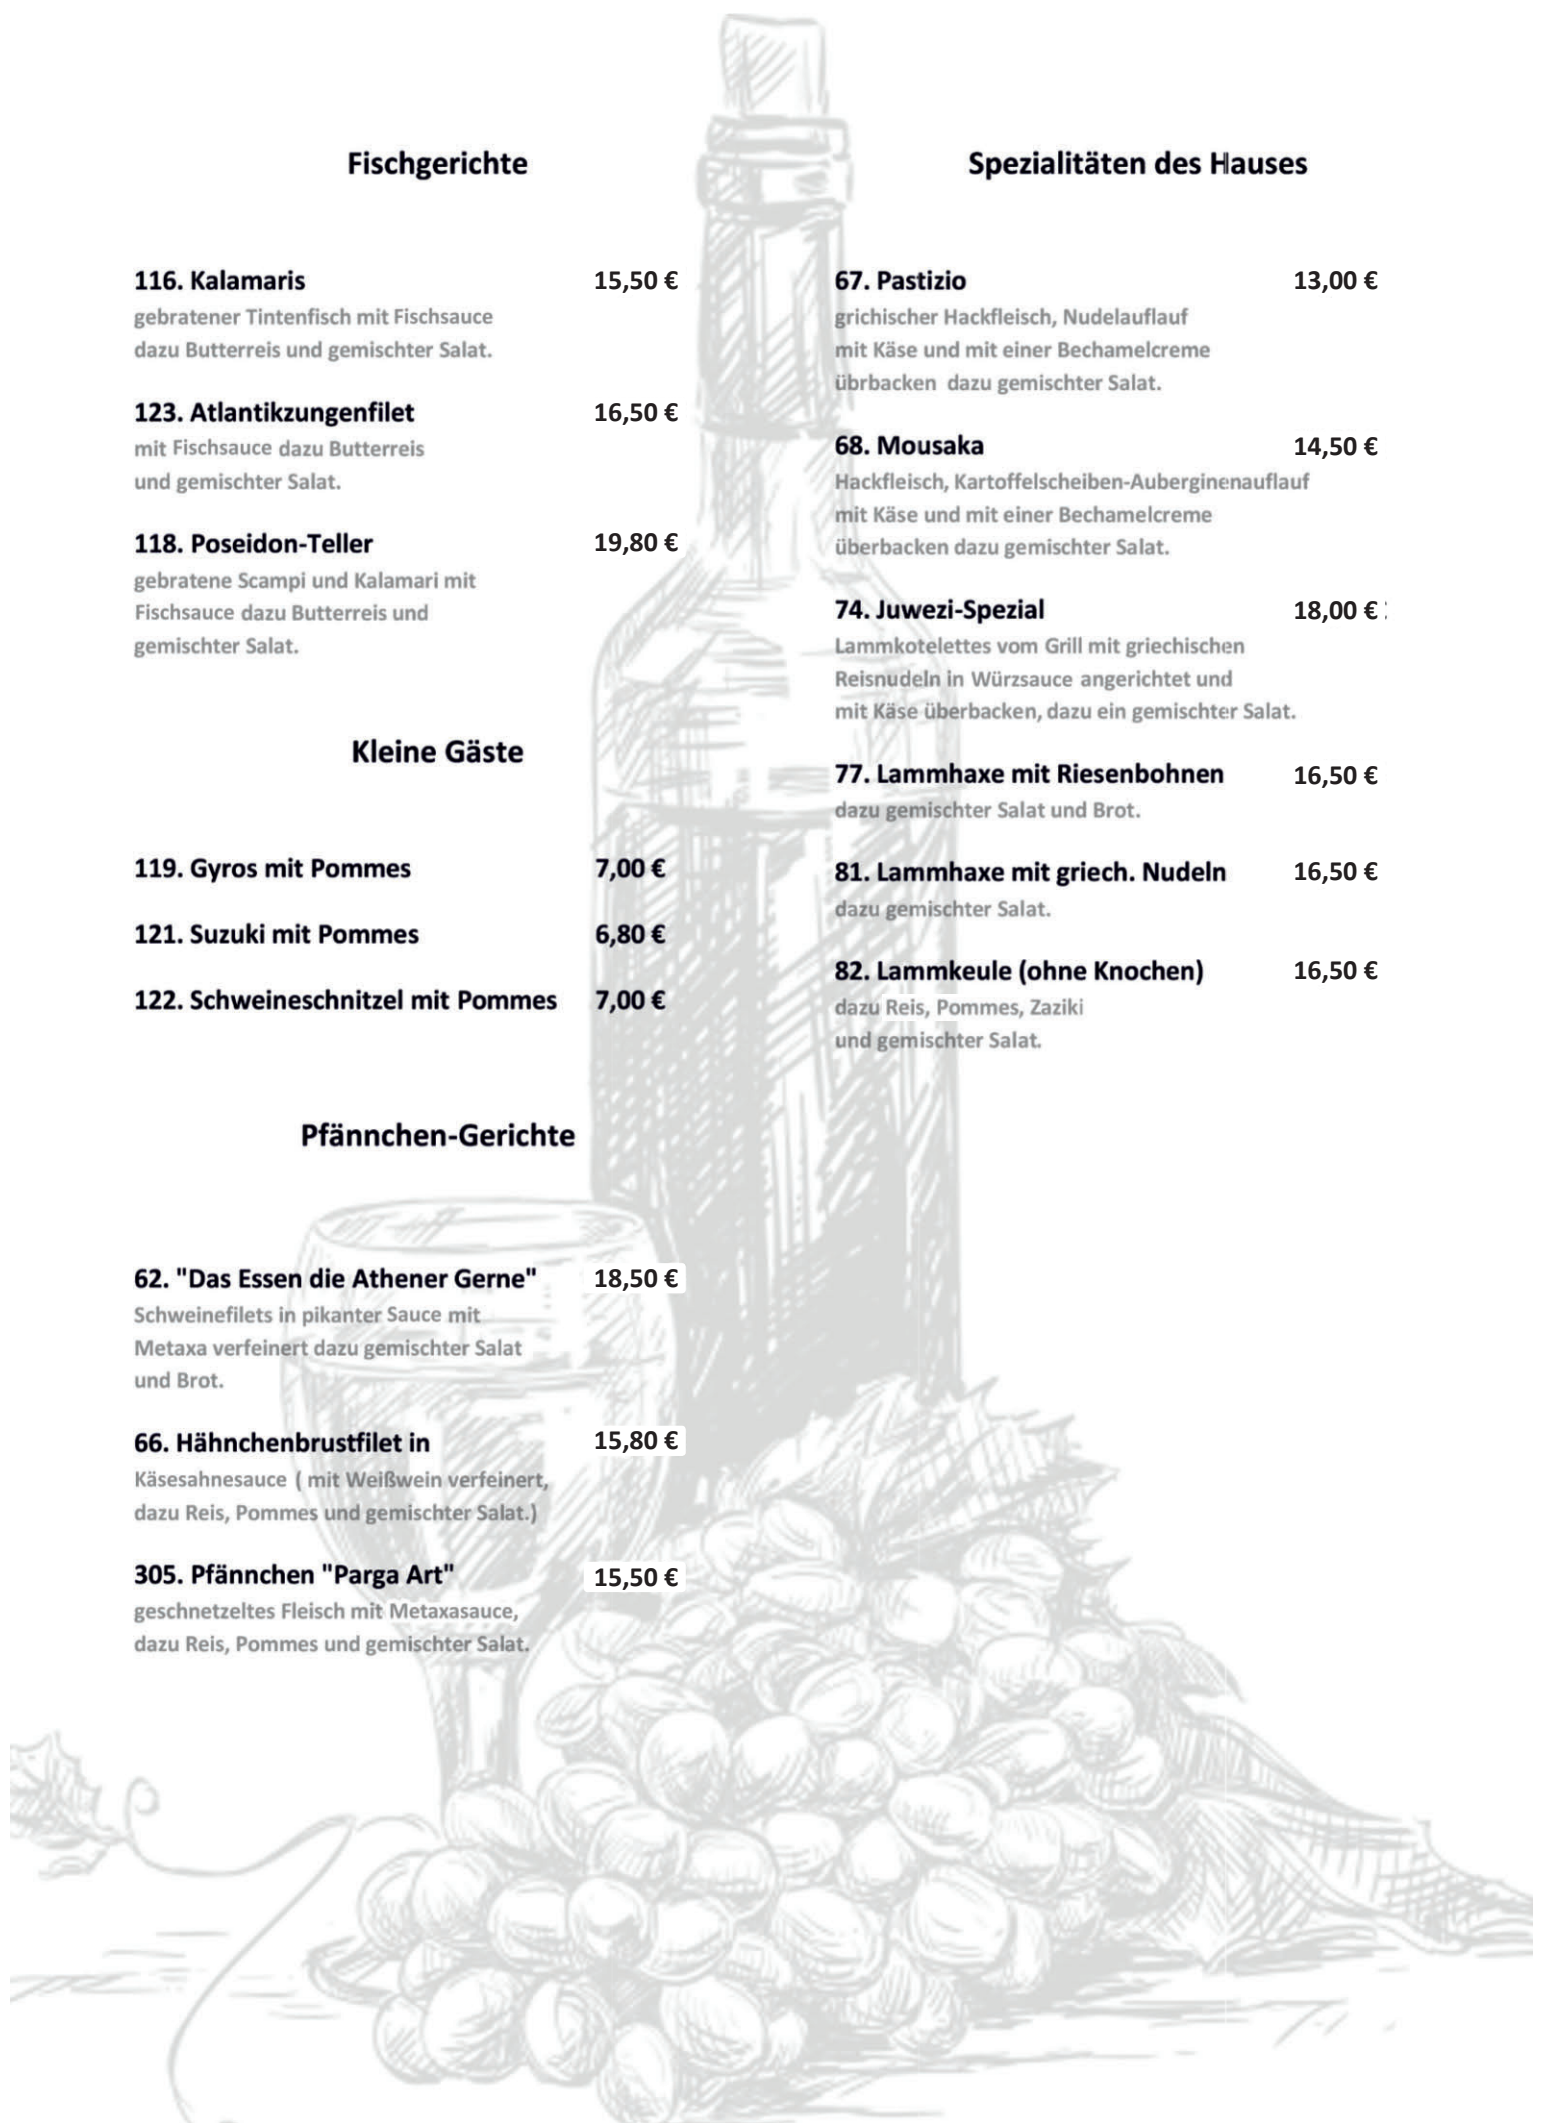 Fischgerichte
116. Kalamaris 15,50 €
gebratener Tintenfisch mit Fischsauce
dazu Butterreis und gemischter Salat.
123. Atlantikzungenfilet 16,50 €
mit Fischsauce dazu Butterreis
und gemischter Salat.
118. Poseidon-Teller 19,80 €
gebratene Scampi und Kalamari mit
Fischsauce dazu Butterreis und
gemischter Salat.
Kleine Gäste
119. Gyros mit Pommes 7,00 €
121. Suzuki mit Pommes 6,80 €
122. Schweineschnitzel mit Pommes 7,00 €
Pfännchen-Gerichte
62. "Das Essen die Athener Gerne" 18,50 €
Schweinefilets in pikanter Sauce mit
Metaxa verfeinert dazu gemischter Salat
und Brot.
66. Hähnchenbrustfilet in 15,80 €
Käsesahnesauce ( mit Weißwein verfeinert,
dazu Reis, Pommes und gemischter Salat.)
305. Pfännchen "Parga Art" 15,50 €
geschnetzeltes Fleisch mit Metaxasauce,
dazu Reis, Pommes und gemischter Salat.
Spezialitäten des Hauses
67. Pastizio 13,00 €
grichischer Hackfleisch, Nudelauflauf
mit Käse und mit einer Bechamelcreme
übrbacken dazu gemischter Salat.
68. Mousaka 14,50 €
Hackfleisch, Kartoffelscheiben-Auberginenauflauf
mit Käse und mit einer Bechamelcreme
überbacken dazu gemischter Salat.
74. Juwezi-Spezial 18,00 €
Lammkotelettes vom Grill mit griechischen
Reisnudeln in Würzsauce angerichtet und
mit Käse überbacken, dazu ein gemischter Salat.
77. Lammhaxe mit Riesenbohnen 16,50 €
dazu gemischter Salat und Brot.
81. Lammhaxe mit griech. Nudeln 16,50 €
dazu gemischter Salat.
82. Lammkeule (ohne Knochen) 16,50 €
dazu Reis, Pommes, Zaziki
und gemischter Salat.